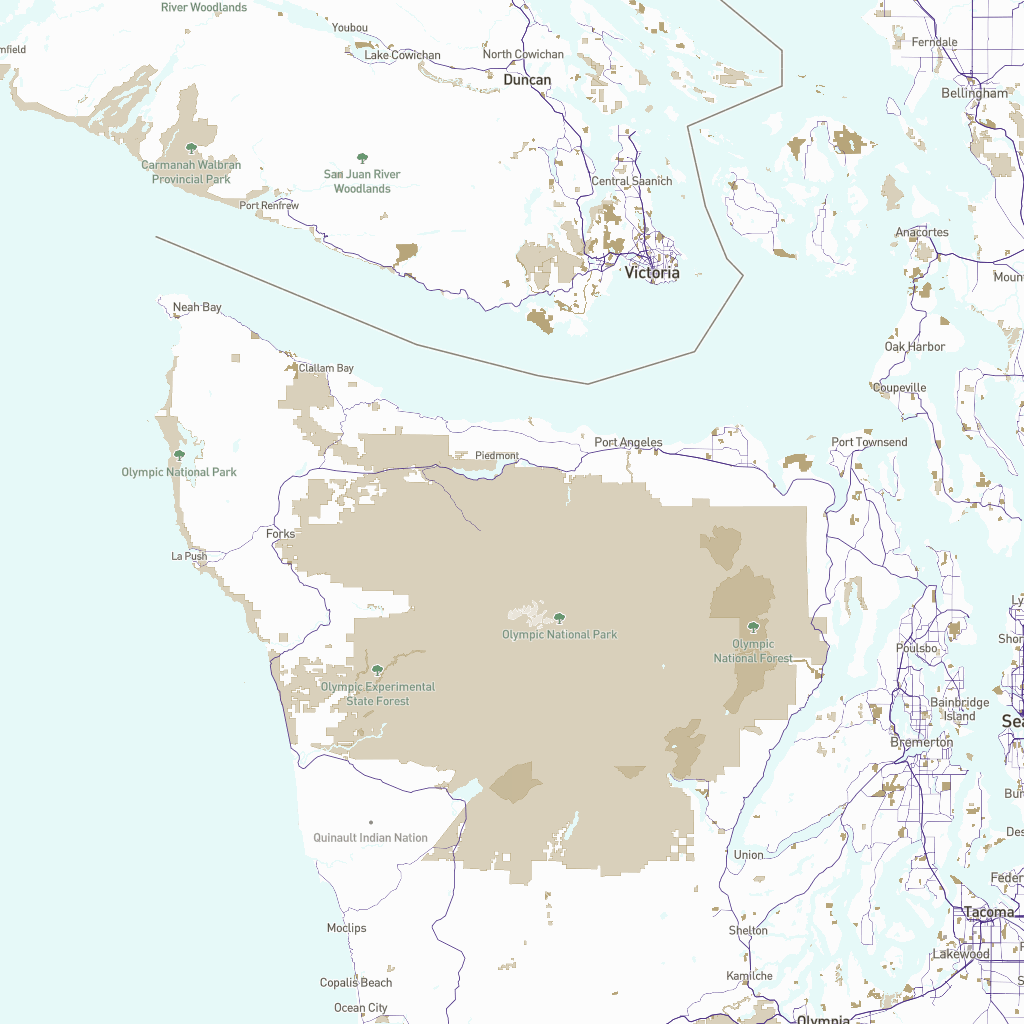 River Woodlands
Youbou
mfield
Lake Cowichan
North Cowichan
Duncan
Ferndale
Bellingham
Carmanah Walbran
Provincial Park
San Juan River
Woodlands
Central Saanich
Port Renfrew
Anacortes
Victoria
Moun
Neah Bay
Oak Harbor
Clallam Bay
Coupeville
Port Angeles
Port Townsend
Piedmont
Olympic National Park
Forks
La Push
Ly
Olympic National Park
Olympic
National Forest
Shor
Poulsbo
Olympic Experimental
State Forest
Bainbridge
Island
Sea
Bremerton
Bur
Quinault Indian Nation
Des
Union
Feder
Tacoma
Moclips
Shelton
Lakewood
Kamilche
Copalis Beach
Ocean City
Olympia